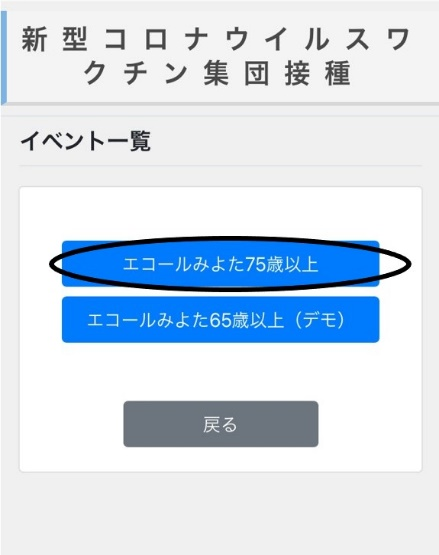 新型コロナウイルスワ
クチン集団接種
イベント一覧
エコールみよた75歳以上
エコールみよた65歳以上（デモ）
戻る